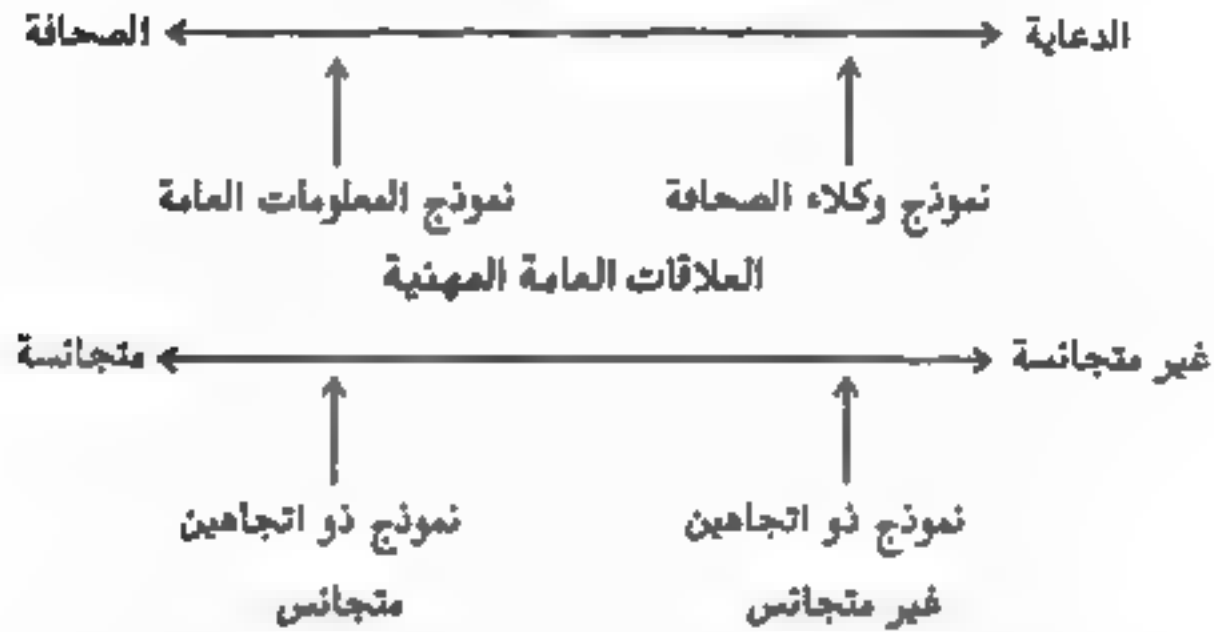 الدعاية الصحافة
نموذج وكلاء الصحافة نموذج المعلومات العامة
العلاقات العامة المهنية
غير متجانسة متجانسة
نموذج ذو اتجاهين نموذج ذو اتجاهين
غير متجانس متجانس